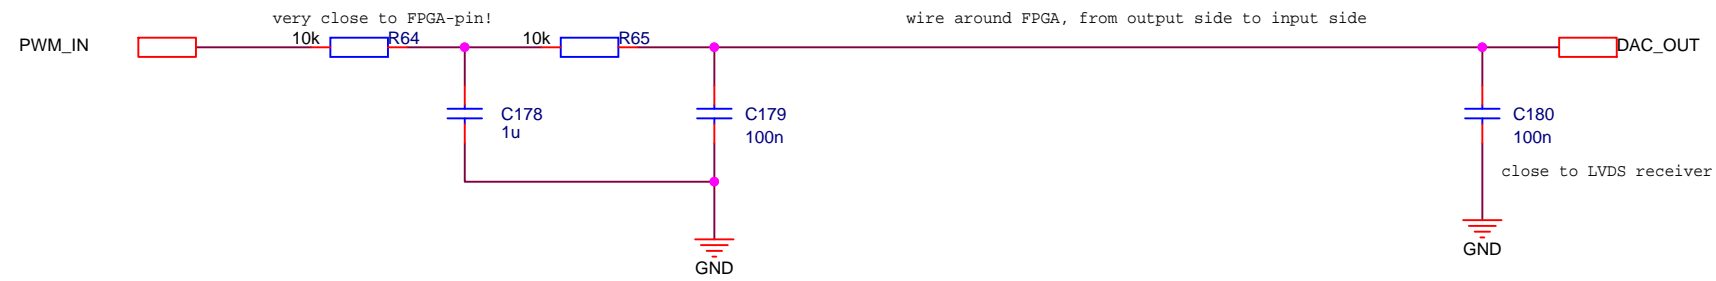 very close to FPGA-pin!
wire around FPGA, from output side to input side
PWM_IN
10k
R64
10k
R65
DAC_OUT
C178
1u
C179
100n
C180
100n
close to LVDS receiver
GND
GND